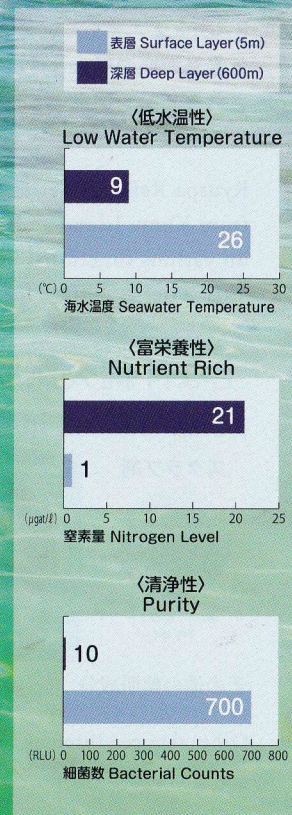 表層 Surface Layer(5m)
深層 Deep Layer(600m)
〈低水温性〉
Low Water Temperature
9
26
(℃) 0 5 10 15 20 25 30
海水温度 Seawater Temperature
〈富栄養性〉
Nutrient Rich
21
1
(μgat/ℓ) 0 5 10 15 20 25
窒素量 Nitrogen Level
〈清浄性〉
Purity
10
700
(RLU) 0 100 200 300 400 500 600 700 800
細菌数 Bacterial Counts